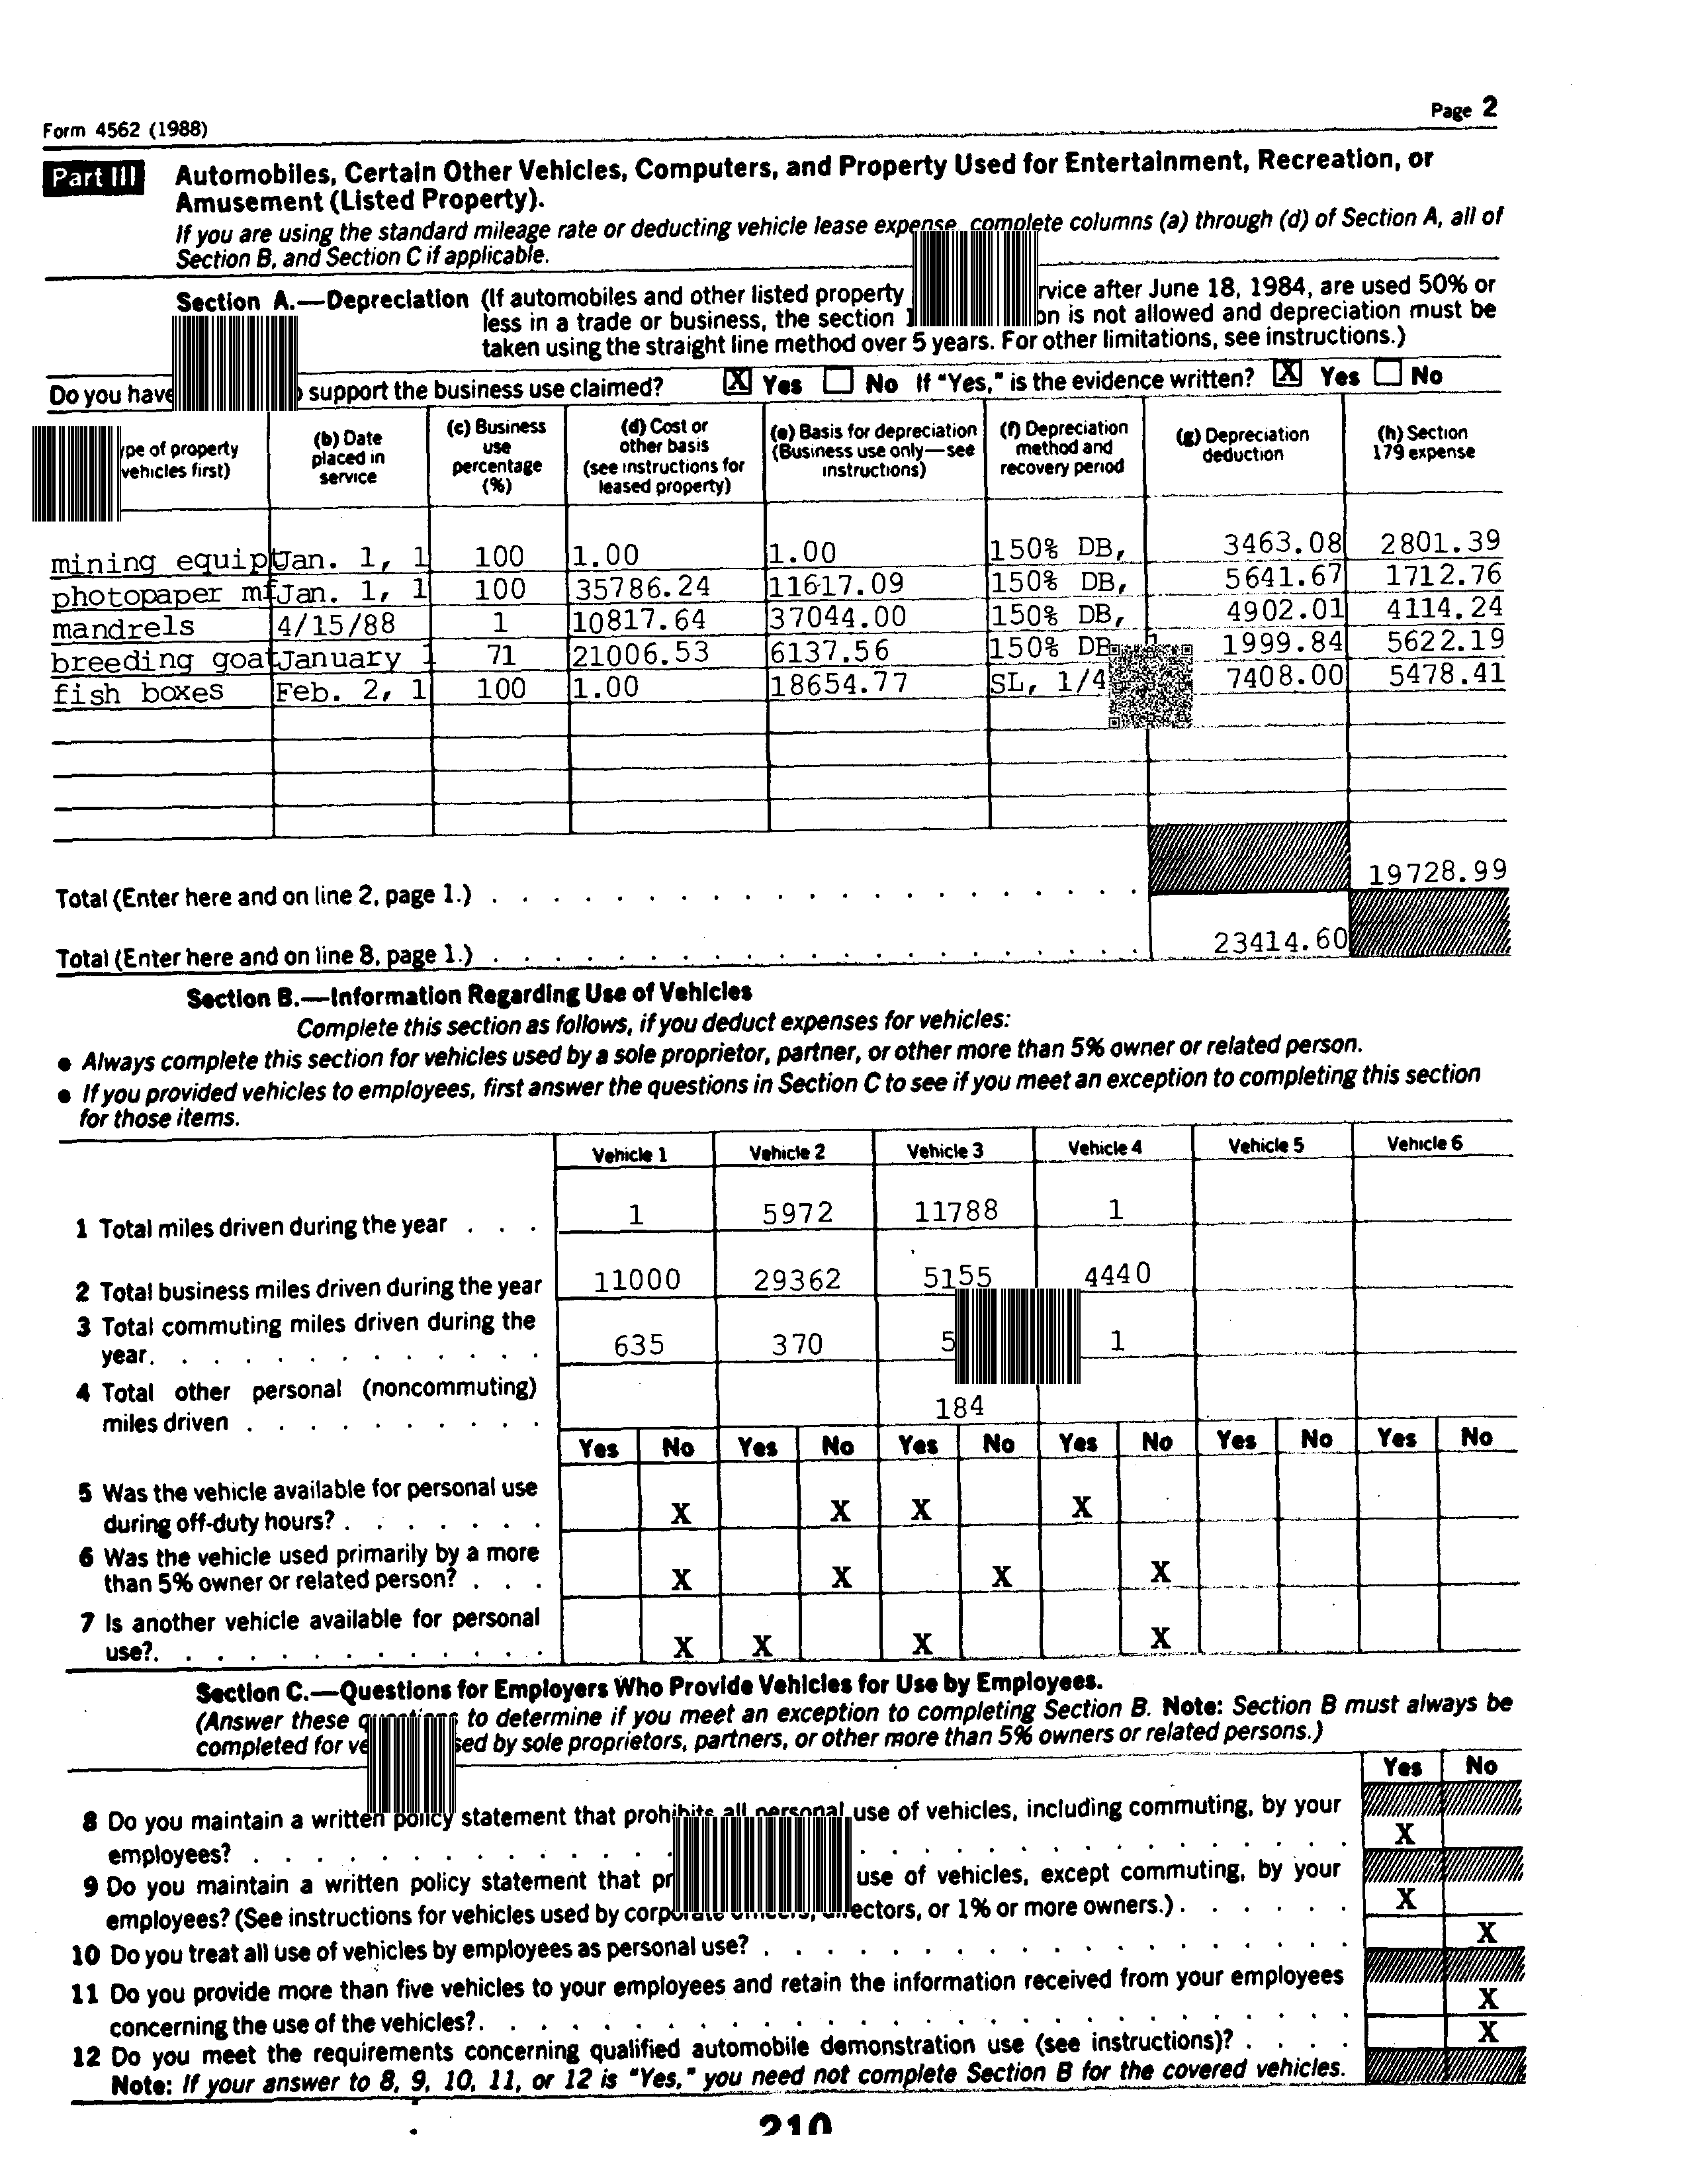 Form 4562 (1988)
Page 2
Part III
Automobiles, Certain Other Vehicles, Computers, and Property Used for Entertainment, Recreation, or
Amusement (Listed Property).
If you are using the standard mileage rate or deducting vehicle lease expense, complete columns (a) through (d) of Section A, all of
Section B, and Section C if applicable.
Section A.—Depreciation (If automobiles and other listed property after June 18, 1984, are used 50% or
less in a trade or business, the section is not allowed and depreciation must be
taken using the straight line method over 5 years. For other limitations, see instructions.)
Do you have support the business use claimed? X Yes No If "Yes," is the evidence written? X Yes No
of property
vehicles first)
(b) Date
placed in
service
(c) Business
use
percentage
(%)
(d) Cost or
other basis
(see instructions for
leased property)
(e) Basis for depreciation
(Business use only—see
instructions)
(f) Depreciation
method and
recovery period
(g) Depreciation
deduction
(h) Section
179 expense
mining equip Jan. 1, 1 100 1.00 1.00 150% DB, 3463.08 2801.39
photopaper mf Jan. 1, 1 100 35786.24 11617.09 150% DB, 5641.67 1712.76
mandrels 4/15/88 1 10817.64 37044.00 150% DB, 4902.01 4114.24
breeding goat January 1 71 21006.53 6137.56 150% DB 1999.84 5622.19
fish boxes Feb. 2, 1 100 1.00 18654.77 SL, 1/4 7408.00 5478.41
Total (Enter here and on line 2, page 1.) 19728.99
Total (Enter here and on line 8, page 1.) 23414.60
Section B.—Information Regarding Use of Vehicles
Complete this section as follows, if you deduct expenses for vehicles:
● Always complete this section for vehicles used by a sole proprietor, partner, or other more than 5% owner or related person.
● If you provided vehicles to employees, first answer the questions in Section C to see if you meet an exception to completing this section
for those items.
Vehicle 1 Vehicle 2 Vehicle 3 Vehicle 4 Vehicle 5 Vehicle 6
1 Total miles driven during the year . . . 1 5972 11788 1
2 Total business miles driven during the year 11000 29362 5155 4440
3 Total commuting miles driven during the
year. 635 370 1
4 Total other personal (noncommuting)
miles driven 184
Yes No Yes No Yes No Yes No Yes No Yes No
5 Was the vehicle available for personal use
during off-duty hours? X X X X
6 Was the vehicle used primarily by a more
than 5% owner or related person? X X X X
7 Is another vehicle available for personal
use? X X X X
Section C.—Questions for Employers Who Provide Vehicles for Use by Employees.
(Answer these questions to determine if you meet an exception to completing Section B. Note: Section B must always be
completed for by sole proprietors, partners, or other more than 5% owners or related persons.)
Yes No
8 Do you maintain a written policy statement that prohibits all personal use of vehicles, including commuting, by your
employees? X
9 Do you maintain a written policy statement that use of vehicles, except commuting, by your
employees? (See instructions for vehicles used by corporate officers, directors, or 1% or more owners.) X
10 Do you treat all use of vehicles by employees as personal use? X
11 Do you provide more than five vehicles to your employees and retain the information received from your employees
concerning the use of the vehicles? X
12 Do you meet the requirements concerning qualified automobile demonstration use (see instructions)? X
Note: If your answer to 8, 9, 10, 11, or 12 is "Yes," you need not complete Section B for the covered vehicles.
210